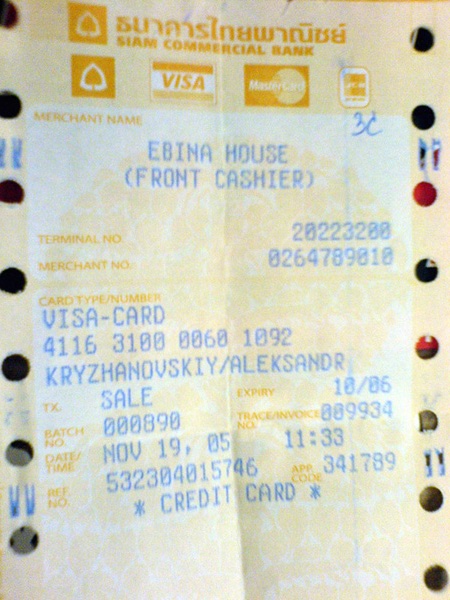 ธนาคารไทยพาณิชย์
SIAM COMMERCIAL BANK
VISA MasterCard JCB
MERCHANT NAME 3C
EBINA HOUSE
(FRONT CASHIER)
TERMINAL NO. 20223200
MERCHANT NO. 0264789010
CARD TYPE/NUMBER
VISA-CARD
4116 3100 0060 1092
KRYZHANOVSKIY/ALEKSANDR
TX. SALE EXPIRY 10/06
BATCH NO. 000890 TRACE/INVOICE NO. 009934
DATE/TIME NOV 19, 05 11:33
REF. NO. 532304015746 APP. CODE 341789
* CREDIT CARD *